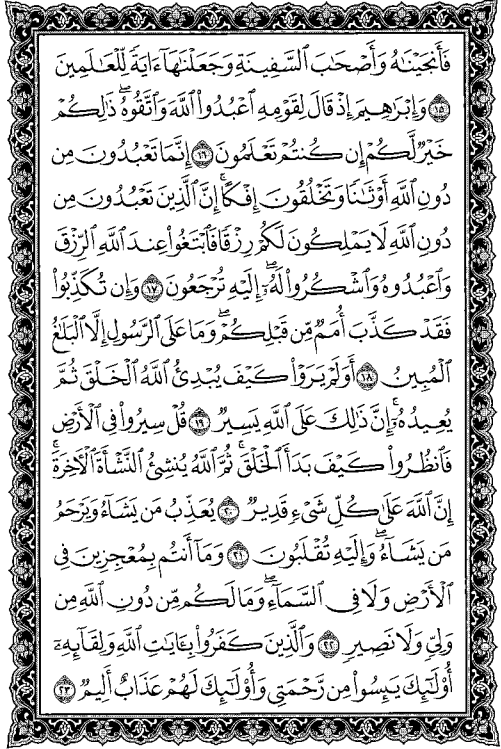 فَأَنجَيْنَٰهُ وَأَصْحَٰبَ ٱلسَّفِينَةِ وَجَعَلْنَٰهَآ ءَايَةً لِّلْعَٰلَمِينَ
١٥ وَإِبْرَٰهِيمَ إِذْ قَالَ لِقَوْمِهِ ٱعْبُدُوا۟ ٱللَّهَ وَٱتَّقُوهُ ۖ ذَٰلِكُمْ
خَيْرٌ لَّكُمْ إِن كُنتُمْ تَعْلَمُونَ ١٦ إِنَّمَا تَعْبُدُونَ مِن
دُونِ ٱللَّهِ أَوْثَٰنًا وَتَخْلُقُونَ إِفْكًا ۚ إِنَّ ٱلَّذِينَ تَعْبُدُونَ مِن
دُونِ ٱللَّهِ لَا يَمْلِكُونَ لَكُمْ رِزْقًا فَٱبْتَغُوا۟ عِندَ ٱللَّهِ ٱلرِّزْقَ
وَٱعْبُدُوهُ وَٱشْكُرُوا۟ لَهُۥٓ ۖ إِلَيْهِ تُرْجَعُونَ ١٧ وَإِن تُكَذِّبُوا۟
فَقَدْ كَذَّبَ أُمَمٌ مِّن قَبْلِكُمْ ۖ وَمَا عَلَى ٱلرَّسُولِ إِلَّا ٱلْبَلَٰغُ
ٱلْمُبِينُ ١٨ أَوَلَمْ يَرَوْا۟ كَيْفَ يُبْدِئُ ٱللَّهُ ٱلْخَلْقَ ثُمَّ
يُعِيدُهُۥٓ ۚ إِنَّ ذَٰلِكَ عَلَى ٱللَّهِ يَسِيرٌ ١٩ قُلْ سِيرُوا۟ فِى ٱلْأَرْضِ
فَٱنظُرُوا۟ كَيْفَ بَدَأَ ٱلْخَلْقَ ۚ ثُمَّ ٱللَّهُ يُنشِئُ ٱلنَّشْأَةَ ٱلْأَخِرَةَ ۚ
إِنَّ ٱللَّهَ عَلَىٰ كُلِّ شَىْءٍ قَدِيرٌ ٢٠ يُعَذِّبُ مَن يَشَآءُ وَيَرْحَمُ
مَن يَشَآءُ ۖ وَإِلَيْهِ تُقْلَبُونَ ٢١ وَمَآ أَنتُم بِمُعْجِزِينَ فِى
ٱلْأَرْضِ وَلَا فِى ٱلسَّمَآءِ ۖ وَمَا لَكُم مِّن دُونِ ٱللَّهِ مِن
وَلِىٍّ وَلَا نَصِيرٍ ٢٢ وَٱلَّذِينَ كَفَرُوا۟ بِـَٔايَٰتِ ٱللَّهِ وَلِقَآئِهِۦٓ
أُو۟لَٰٓئِكَ يَئِسُوا۟ مِن رَّحْمَتِى وَأُو۟لَٰٓئِكَ لَهُمْ عَذَابٌ أَلِيمٌ ٢٣